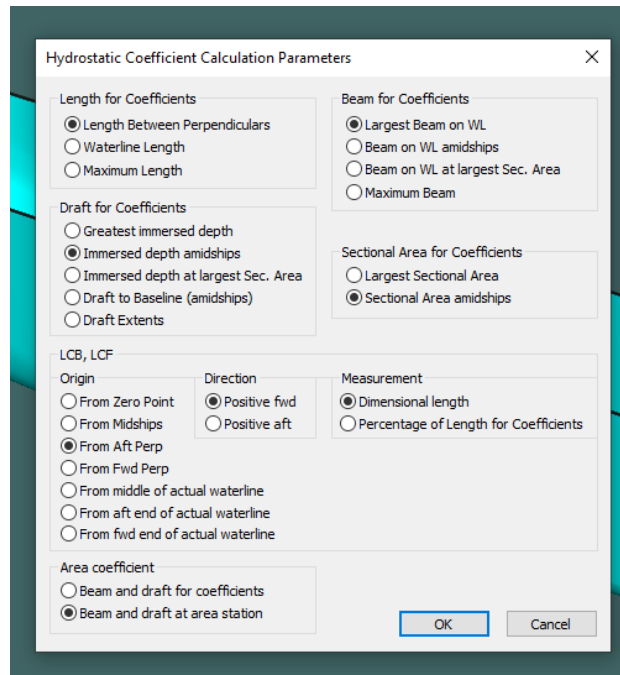 Hydrostatic Coefficient Calculation Parameters
Length for Coefficients
Length Between Perpendiculars
Waterline Length
Maximum Length
Beam for Coefficients
Largest Beam on WL
Beam on WL amidships
Beam on WL at largest Sec. Area
Maximum Beam
Draft for Coefficients
Greatest immersed depth
Immersed depth amidships
Immersed depth at largest Sec. Area
Draft to Baseline (amidships)
Draft Extents
Sectional Area for Coefficients
Largest Sectional Area
Sectional Area amidships
LCB, LCF
Origin
From Zero Point
From Midships
From Aft Perp
From Fwd Perp
From middle of actual waterline
From aft end of actual waterline
From fwd end of actual waterline
Direction
Positive fwd
Positive aft
Measurement
Dimensional length
Percentage of Length for Coefficients
Area coefficient
Beam and draft for coefficients
Beam and draft at area station
OK
Cancel